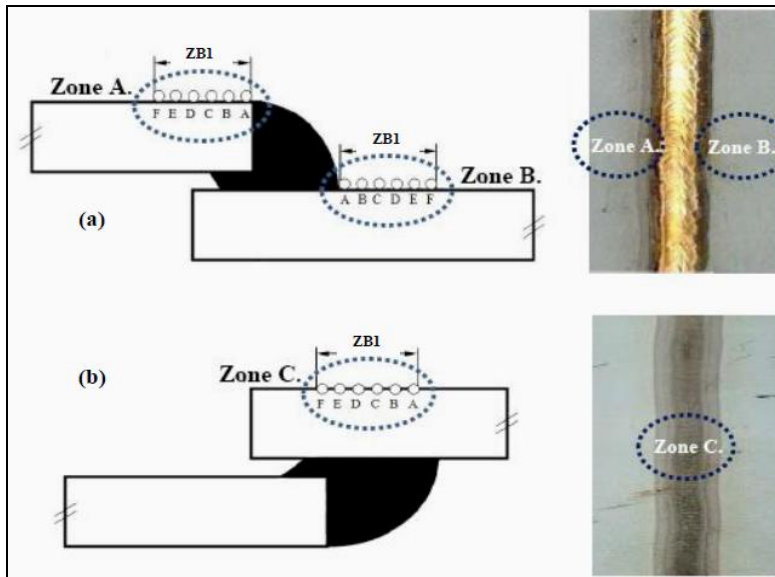 ZB1
Zone A.
F E D C B A
ZB1
Zone B.
A B C D E F
(a)
Zone A.
Zone B.
ZB1
Zone C.
F E D C B A
(b)
Zone C.